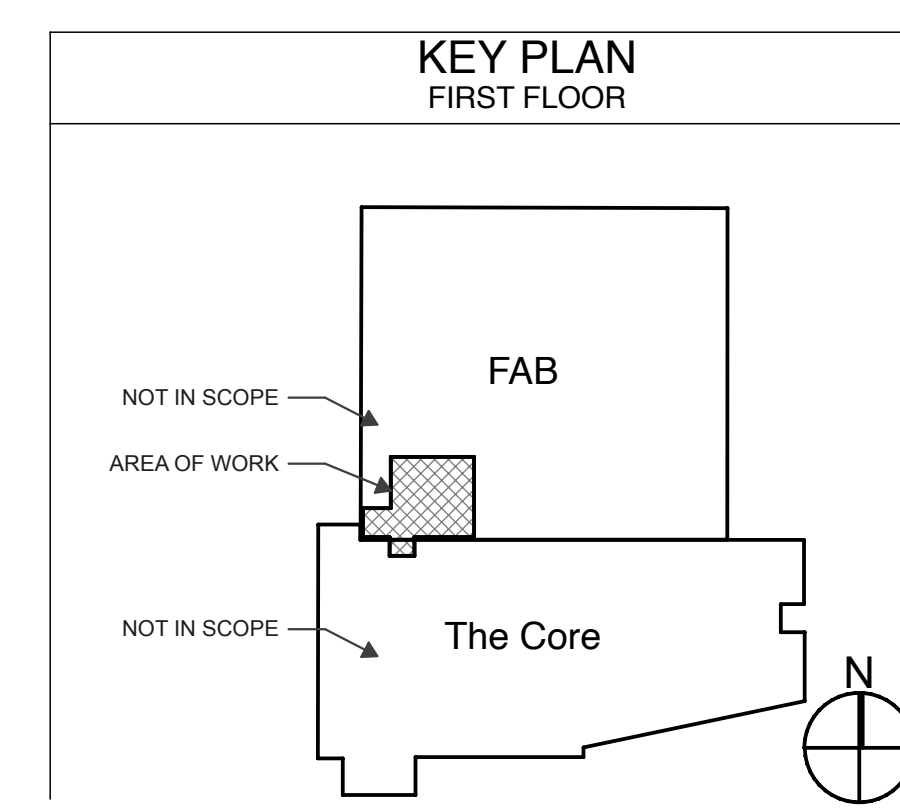 KEY PLAN
FIRST FLOOR
FAB
NOT IN SCOPE
AREA OF WORK
NOT IN SCOPE
The Core
N